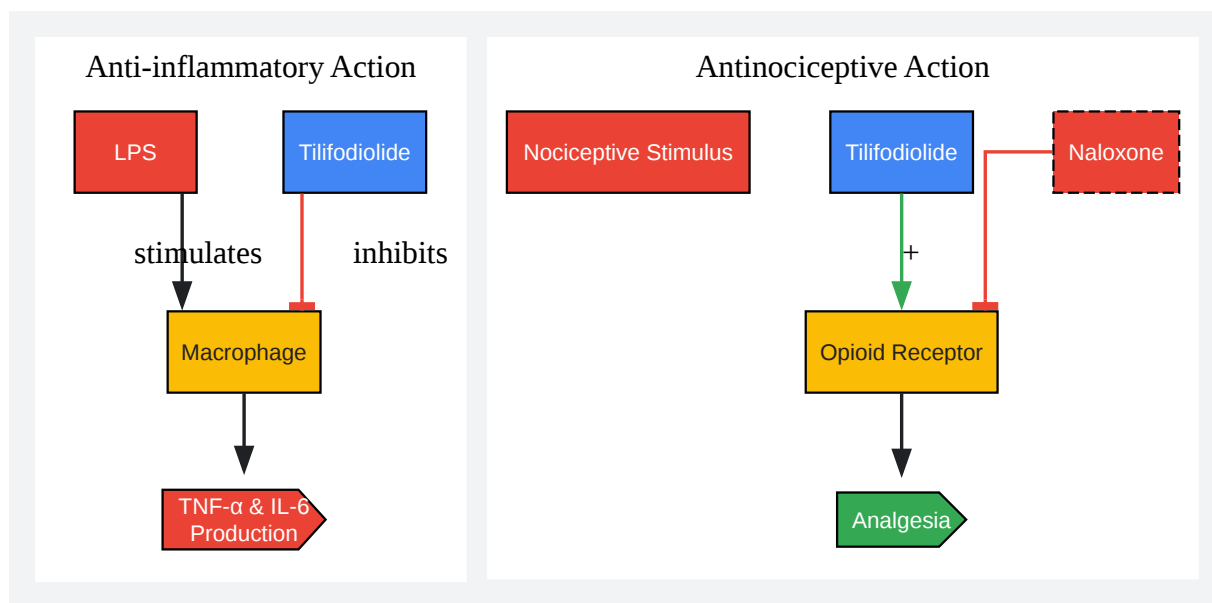 Anti-inflammatory Action
LPS
Tilifodiolide
stimulates
inhibits
Macrophage
TNF-α & IL-6
Production
Antinociceptive Action
Nociceptive Stimulus
Tilifodiolide
Naloxone
+
Opioid Receptor
Analgesia